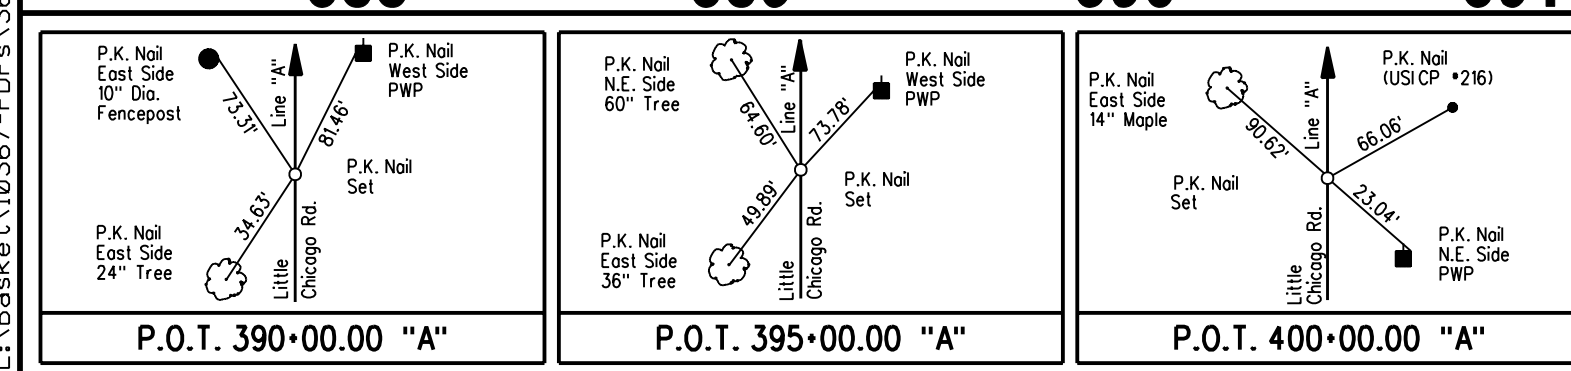 P.K. Nail
East Side
10" Dia.
Fencepost
73.31'
Line "A"
81.46'
P.K. Nail
West Side
PWP
P.K. Nail
Set
34.63'
P.K. Nail
East Side
24" Tree
Little
Chicago Rd.
P.O.T. 390+00.00 "A"
P.K. Nail
N.E. Side
60" Tree
64.60'
Line "A"
73.78'
P.K. Nail
West Side
PWP
P.K. Nail
Set
49.89'
P.K. Nail
East Side
36" Tree
Little
Chicago Rd.
P.O.T. 395+00.00 "A"
P.K. Nail
East Side
14" Maple
90.62'
Line "A"
66.06'
P.K. Nail
(USI CP #216)
P.K. Nail
Set
23.04'
P.K. Nail
N.E. Side
PWP
Little
Chicago Rd.
P.O.T. 400+00.00 "A"